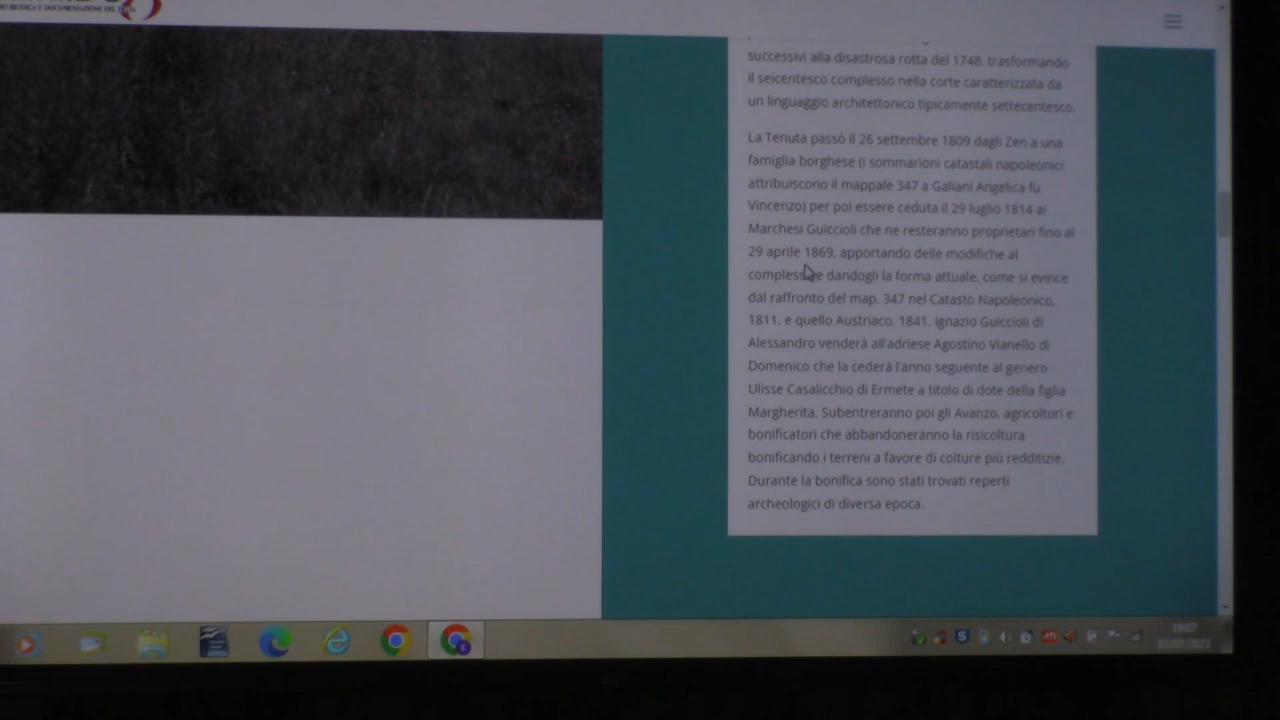 successivi alla disastrosa rotta del 1748, trasformando
il seicentesco complesso nella corte caratterizzata da
un linguaggio architettonico tipicamente settecentesco.
La Tenuta passò il 26 settembre 1809 dagli Zen a una
famiglia borghese (i sommarioni catastali napoleonici
attribuiscono il mappale 347 a Galiani Angelica fu
Vincenzo) per poi essere ceduta il 29 luglio 1814 ai
Marchesi Guiccioli che ne resteranno proprietari fino al
29 aprile 1869, apportando delle modifiche al
complesso e dandogli la forma attuale, come si evince
dal raffronto del map. 347 nel Catasto Napoleonico,
1811, e quello Austriaco, 1841. Ignazio Guiccioli di
Alessandro venderà all'adriese Agostino Vianello di
Domenico che la cederà l'anno seguente al genero
Ulisse Casalicchio di Ermete a titolo di dote della figlia
Margherita. Subentreranno poi gli Avanzo, agricoltori e
bonificatori che abbandoneranno la risicoltura
bonificando i terreni a favore di colture più redditizie.
Durante la bonifica sono stati trovati reperti
archeologici di diversa epoca.